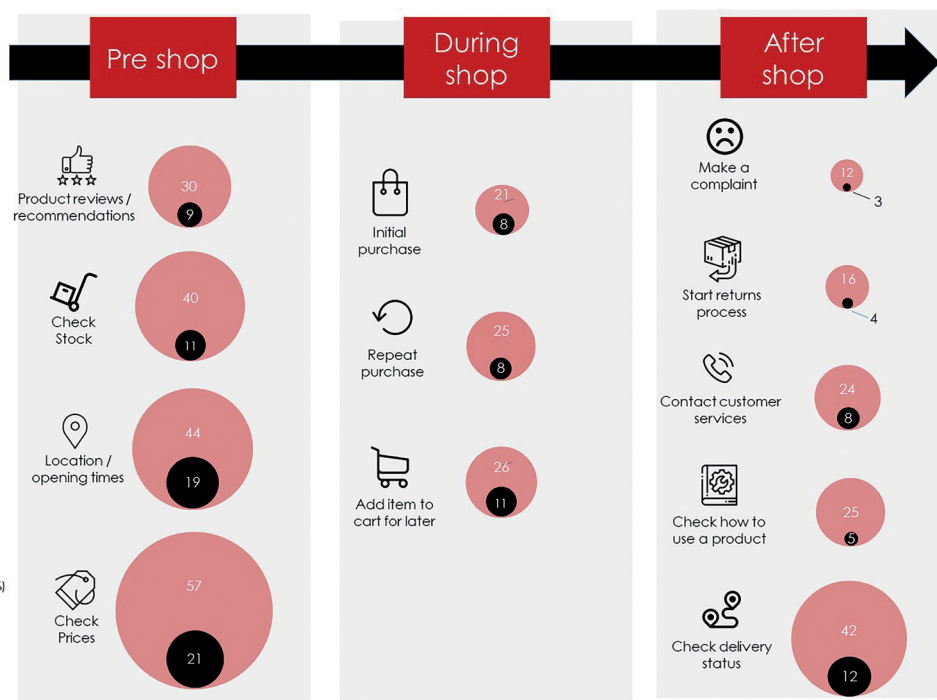 Pre shop
During
shop
After
shop
30
9
Product reviews /
recommendations
40
11
Check
Stock
44
19
Location /
opening times
57
21
Check
Prices
21
8
Initial
purchase
25
8
Repeat
purchase
26
11
Add item to
cart for later
12
3
Make a
complaint
16
4
Start returns
process
24
8
Contact customer
services
25
5
Check how to
use a product
42
12
Check delivery
status